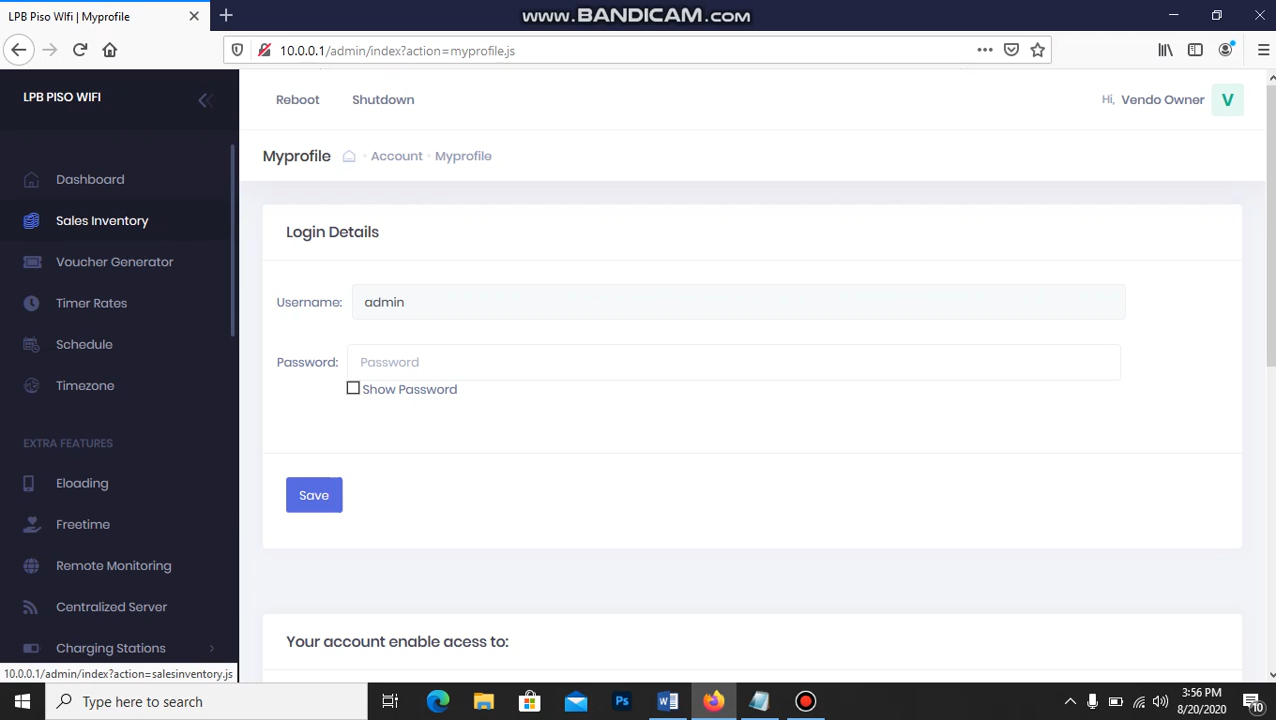 LPB Piso WIfi | Myprofile
www.BANDICAM.com
10.0.0.1/admin/index?action=myprofile.js
LPB PISO WIFI
Reboot Shutdown
Hi, Vendo Owner V
Myprofile Account Myprofile
Dashboard
Sales Inventory
Voucher Generator
Timer Rates
Schedule
Timezone
EXTRA FEATURES
Eloading
Freetime
Remote Monitoring
Centralized Server
Charging Stations
Login Details
Username: admin
Password: Password
Show Password
Save
Your account enable acess to:
10.0.0.1/admin/index?action=salesinventory.js
Type here to search
W
Ps
3:56 PM
8/20/2020
10